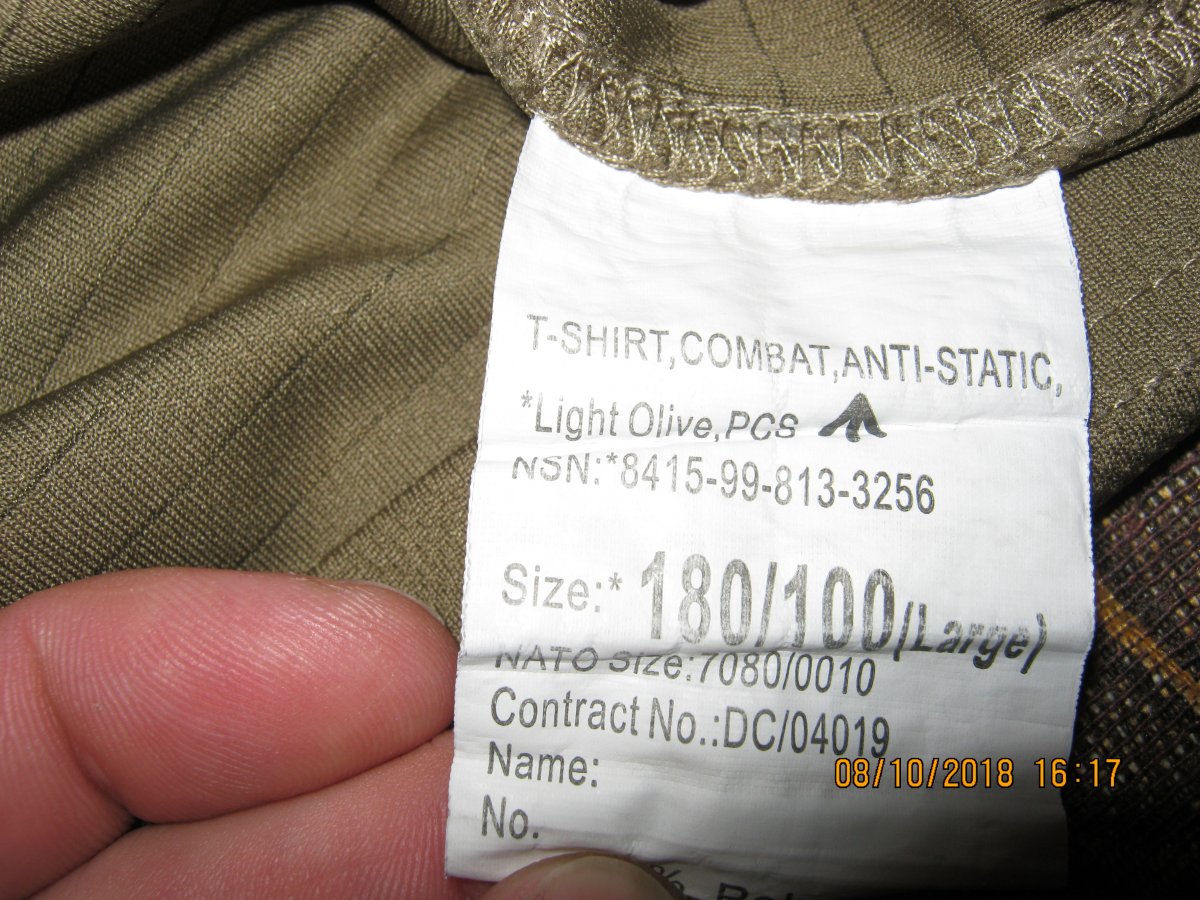 T-SHIRT,COMBAT,ANTI-STATIC,
*Light Olive,PCS
NSN:*8415-99-813-3256
Size:* 180/100(Large)
NATO Size:7080/0010
Contract No.:DC/04019
Name:
No.
08/10/2018 16:17